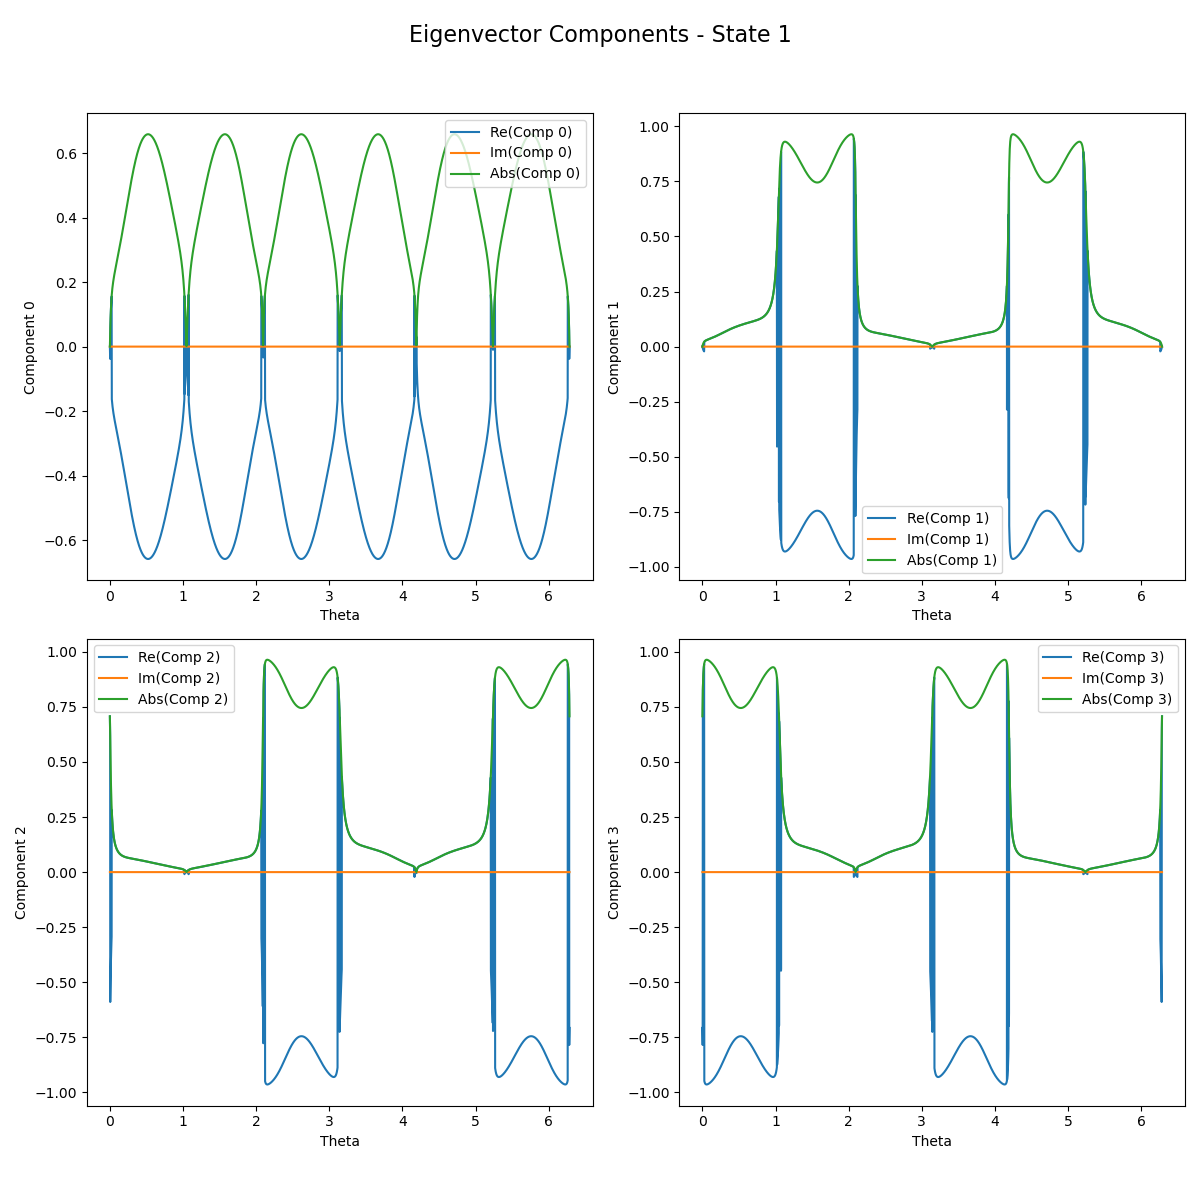 Eigenvector Components - State 1
Component 0
0.6
0.4
0.2
0.0
−0.2
−0.4
−0.6
Re(Comp 0)
Im(Comp 0)
Abs(Comp 0)
0 1 2 3 4 5 6
Theta
Component 1
1.00
0.75
0.50
0.25
0.00
−0.25
−0.50
−0.75
−1.00
Re(Comp 1)
Im(Comp 1)
Abs(Comp 1)
0 1 2 3 4 5 6
Theta
Component 2
1.00
0.75
0.50
0.25
0.00
−0.25
−0.50
−0.75
−1.00
Re(Comp 2)
Im(Comp 2)
Abs(Comp 2)
0 1 2 3 4 5 6
Theta
Component 3
1.00
0.75
0.50
0.25
0.00
−0.25
−0.50
−0.75
−1.00
Re(Comp 3)
Im(Comp 3)
Abs(Comp 3)
0 1 2 3 4 5 6
Theta